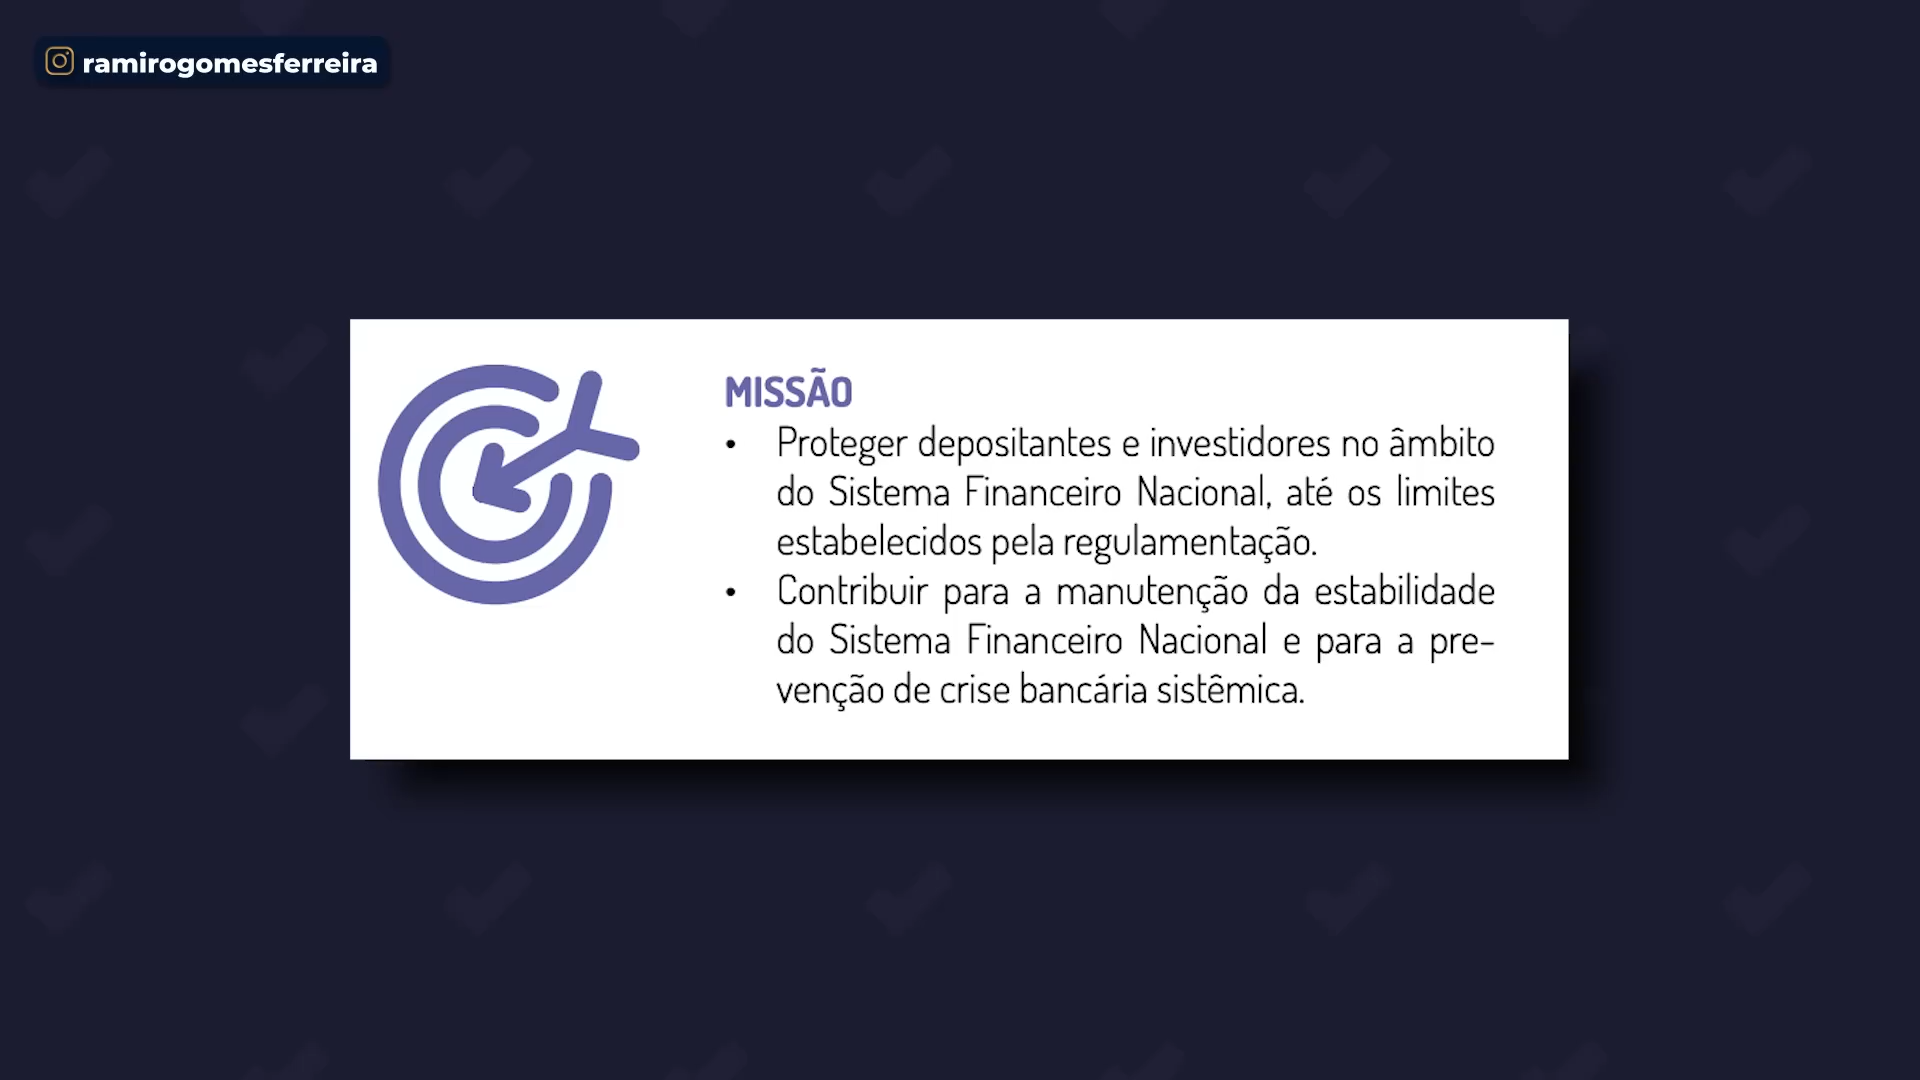 ramirogomesferreira
MISSÃO
• Proteger depositantes e investidores no âmbito
do Sistema Financeiro Nacional, até os limites
estabelecidos pela regulamentação.
• Contribuir para a manutenção da estabilidade
do Sistema Financeiro Nacional e para a pre-
venção de crise bancária sistêmica.